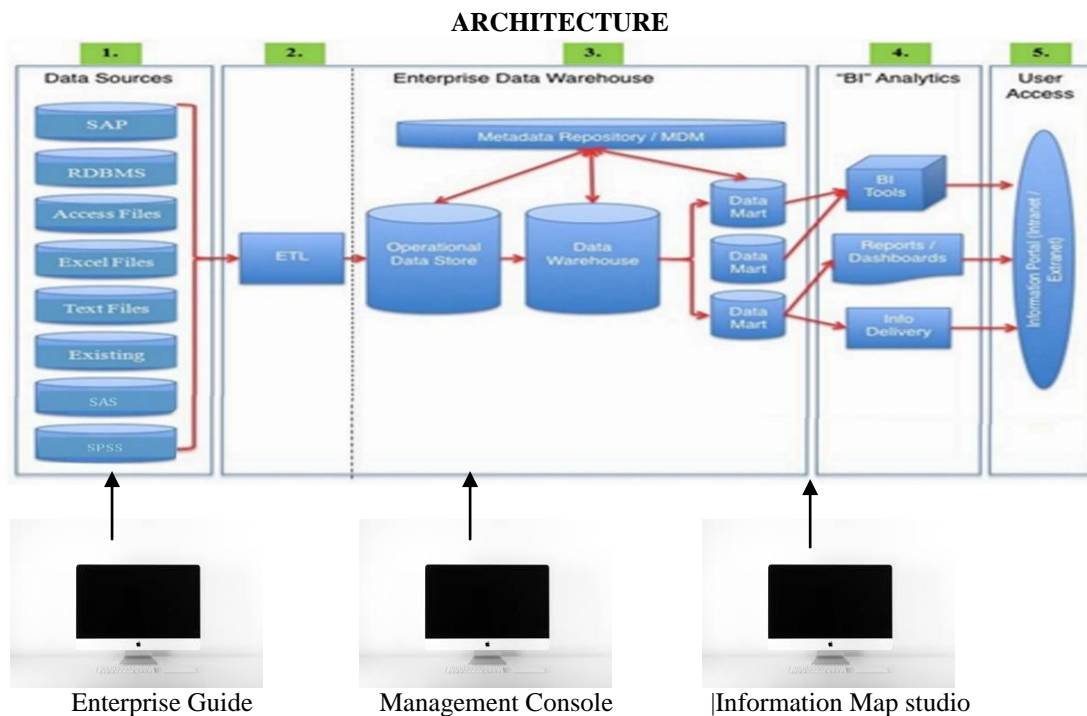 ARCHITECTURE
1.
2.
3.
4.
5.
Data Sources
Enterprise Data Warehouse
"BI" Analytics
User
Access
SAP
RDBMS
Access Files
Excel Files
Text Files
Existing
SAS
SPSS
ETL
Metadata Repository / MDM
Operational
Data Store
Data
Warehouse
Data
Mart
Data
Mart
Data
Mart
BI
Tools
Reports /
Dashboards
Info
Delivery
Information Portal (Intranet /
Extranet)
Enterprise Guide
Management Console
|Information Map studio